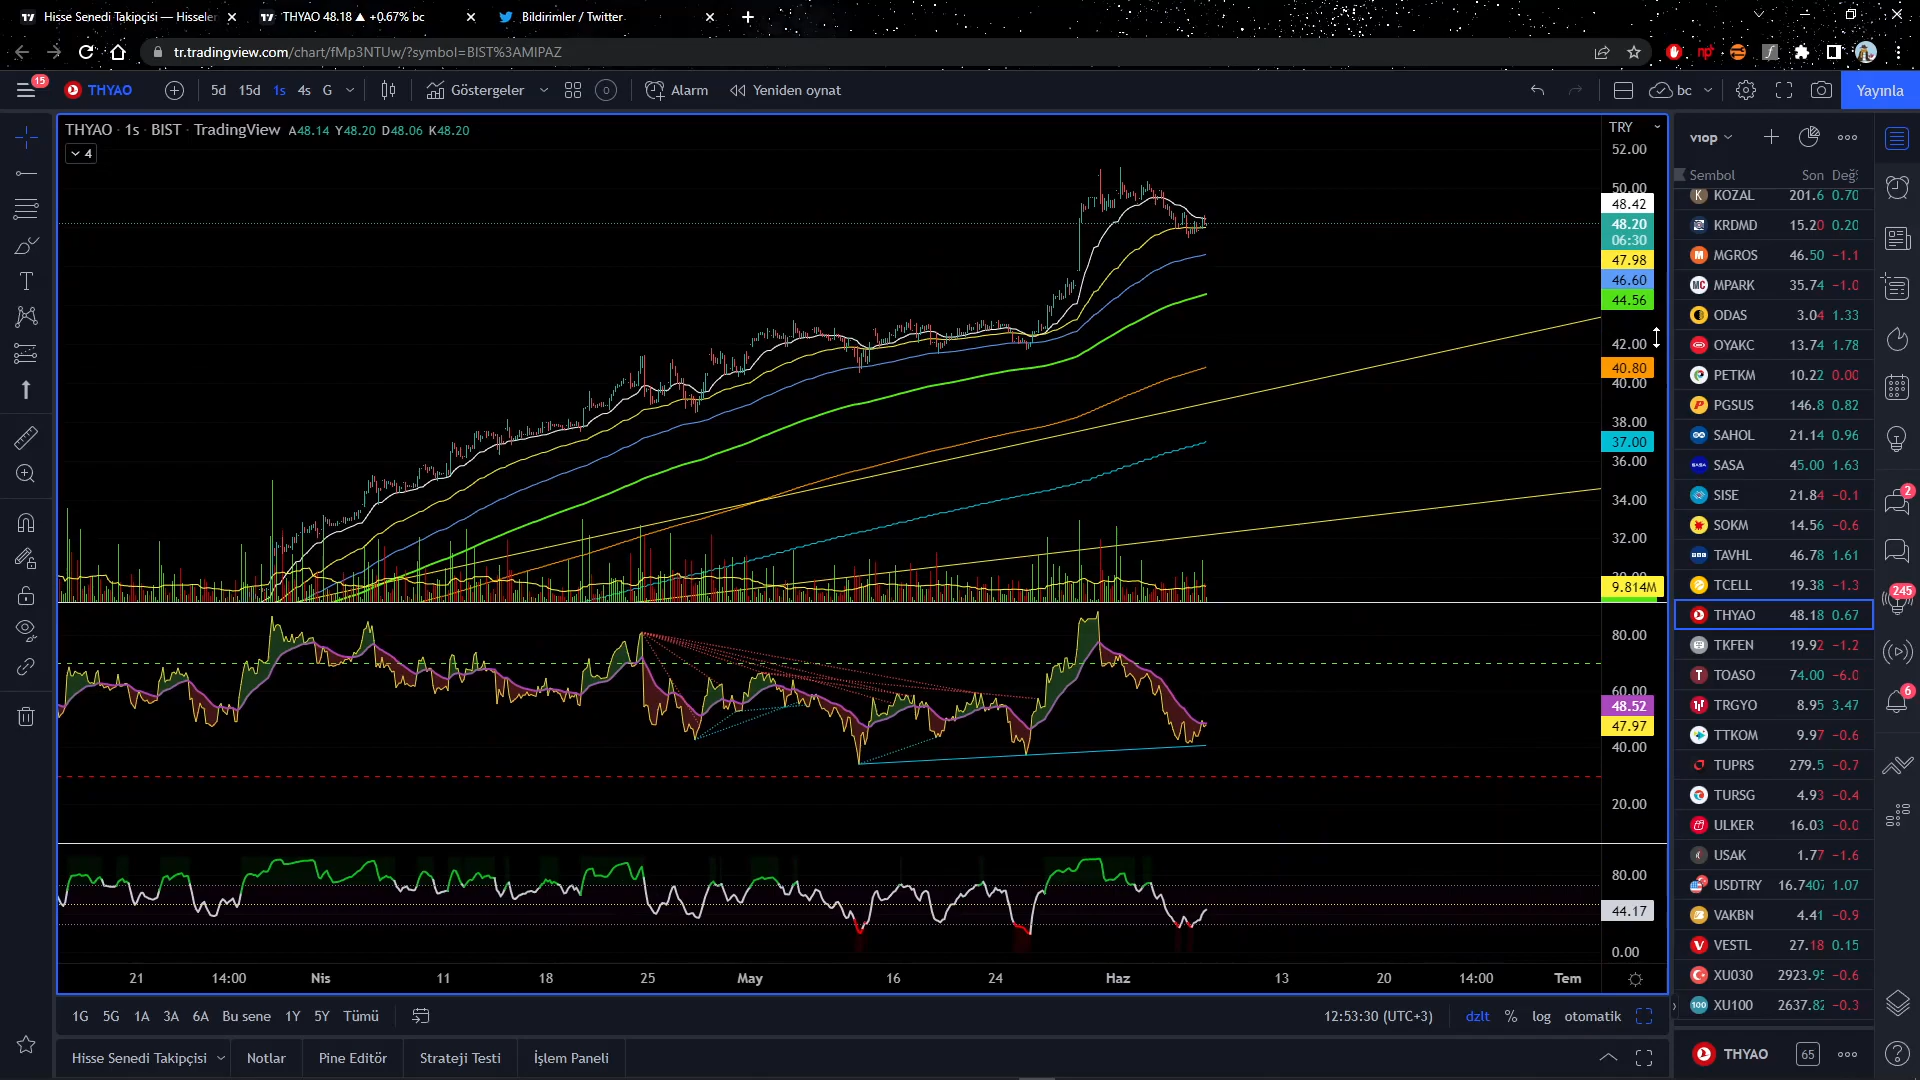 Hisse Senedi Takipçisi — Hisseler
THYAO 48.18 ▲ +0.67% bc
Bildirimler / Twitter
tr.tradingview.com/chart/fMp3NTUw/?symbol=BIST%3AMIPAZ
15
THYAO
5d 15d 1s 4s G
Göstergeler
Alarm
Yeniden oynat
bc
Yayınla
THYAO · 1s · BIST · TradingView A48.14 Y48.20 D48.06 K48.20
4
TRY
52.00
50.00
48.42
48.20
06:30
47.98
46.60
44.56
42.00
40.80
40.00
38.00
37.00
36.00
34.00
32.00
9.814M
80.00
60.00
48.52
47.97
40.00
20.00
80.00
44.17
0.00
21 14:00 Nis 11 18 25 May 16 24 Haz 13 20 14:00 Tem
1G 5G 1A 3A 6A Bu sene 1Y 5Y Tümü
12:53:30 (UTC+3) dzlt % log otomatik
Hisse Senedi Takipçisi Notlar Pine Editör Strateji Testi İşlem Paneli
vıop
Sembol Son Değ
KOZAL 201.6 0.70
KRDMD 15.20 0.20
MGROS 46.50 −1.1
MPARK 35.74 −1.0
ODAS 3.04 1.33
OYAKC 13.74 1.78
PETKM 10.22 0.00
PGSUS 146.8 0.82
SAHOL 21.14 0.96
SASA 45.00 1.63
SISE 21.84 −0.1
SOKM 14.56 −0.6
TAVHL 46.78 1.61
TCELL 19.38 −1.3
THYAO 48.18 0.67
TKFEN 19.92 −1.2
TOASO 74.00 −6.0
TRGYO 8.95 3.47
TTKOM 9.97 −0.6
TUPRS 279.5 −0.7
TURSG 4.93 −0.4
ULKER 16.03 −0.0
USAK 1.77 −1.6
USDTRY 16.7407 1.07
VAKBN 4.41 −0.9
VESTL 27.18 0.15
XU030 2923.95 −0.6
XU100 2637.82 −0.3
THYAO 65
2
245
6